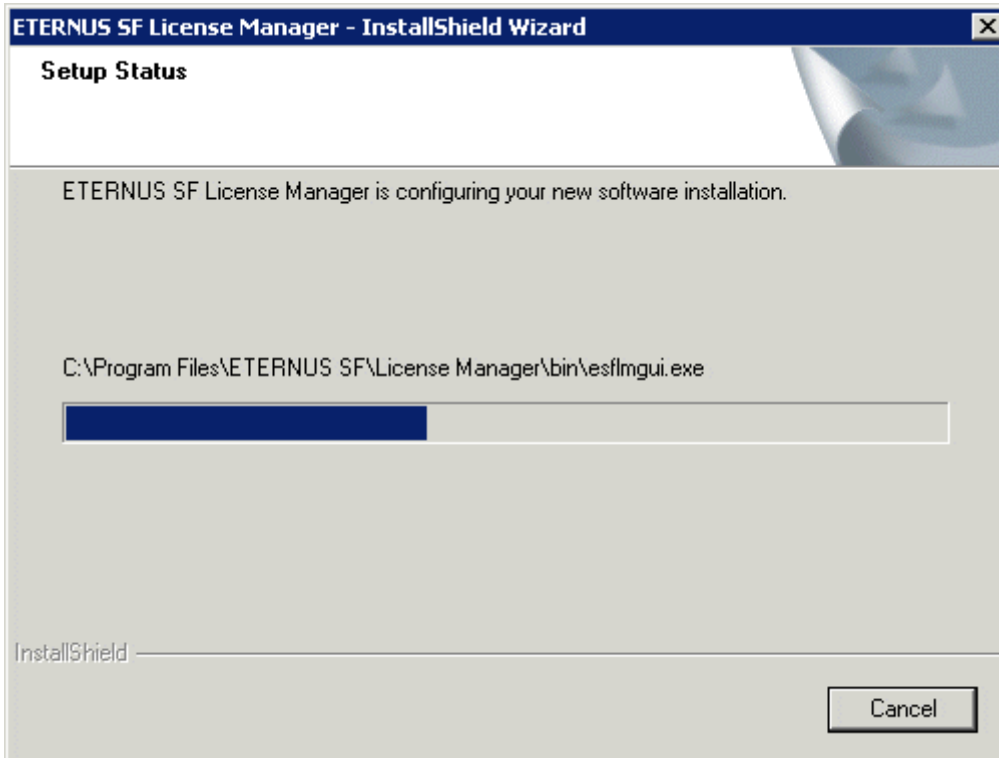 ETERNUS SF License Manager - InstallShield Wizard
Setup Status
ETERNUS SF License Manager is configuring your new software installation.
C:\Program Files\ETERNUS SF\License Manager\bin\esflmgui.exe
InstallShield
Cancel